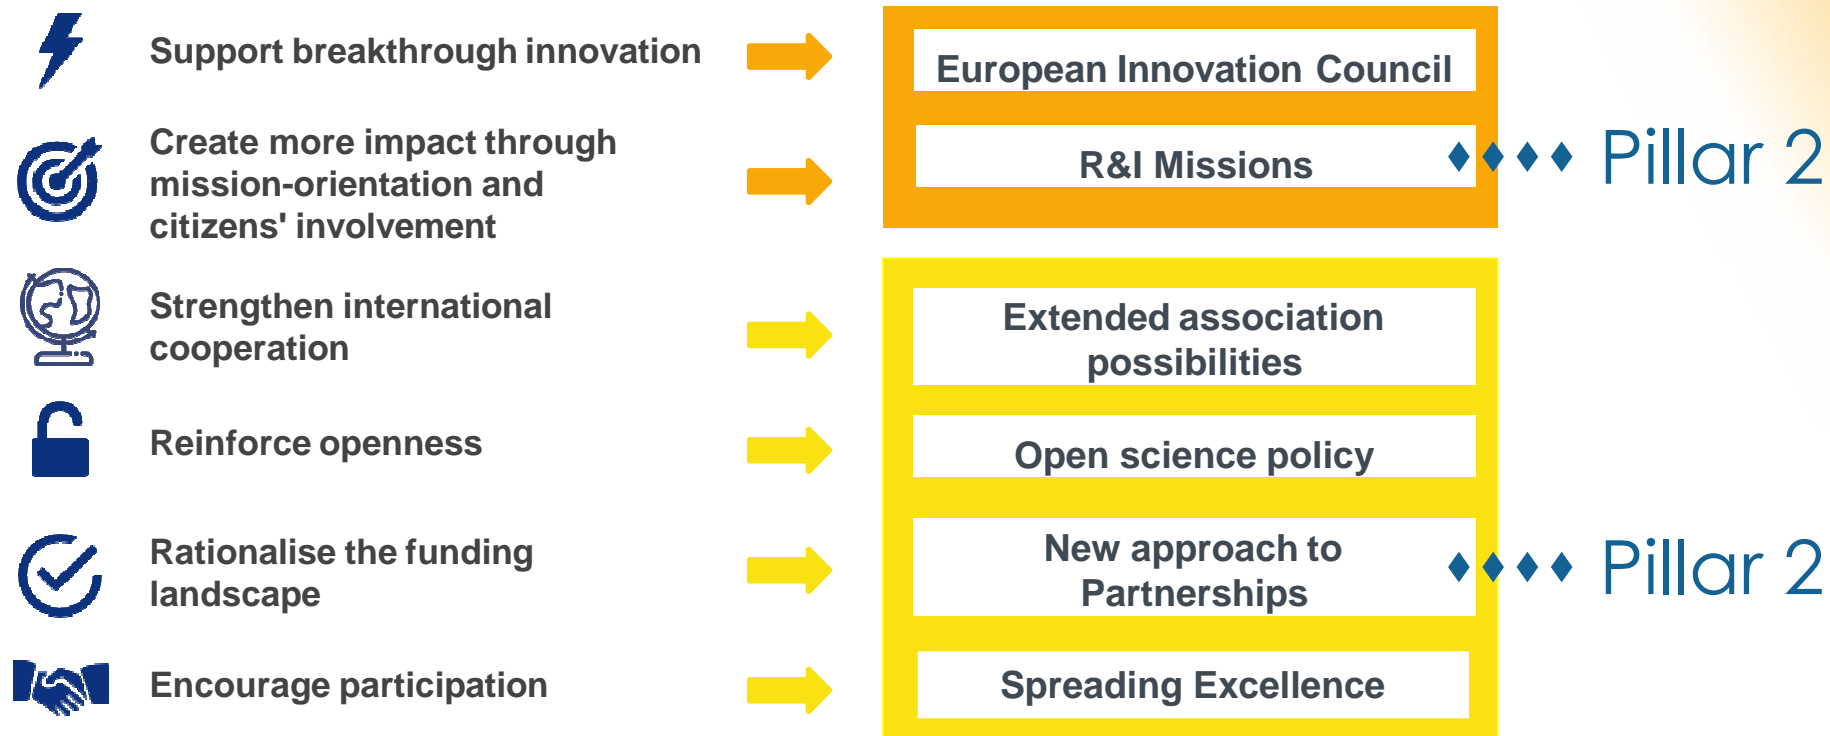 Support breakthrough innovation
European Innovation Council
Create more impact through
mission-orientation and
citizens' involvement
R&I Missions
Pillar 2
Strengthen international
cooperation
Extended association
possibilities
Reinforce openness
Open science policy
Rationalise the funding
landscape
New approach to
Partnerships
Pillar 2
Encourage participation
Spreading Excellence